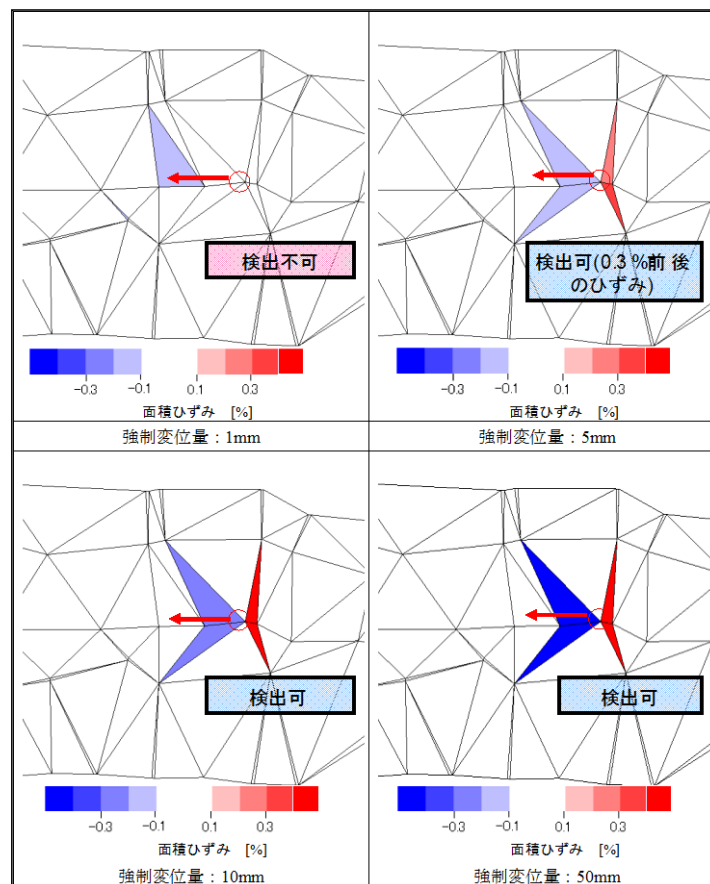 検出不可
−0.3 −0.1 0.1 0.3
面積ひずみ [%]
強制変位量：1mm
検出可(0.3 %前後
のひずみ)
−0.3 −0.1 0.1 0.3
面積ひずみ [%]
強制変位量：5mm
検出可
−0.3 −0.1 0.1 0.3
面積ひずみ [%]
強制変位量：10mm
検出可
−0.3 −0.1 0.1 0.3
面積ひずみ [%]
強制変位量：50mm